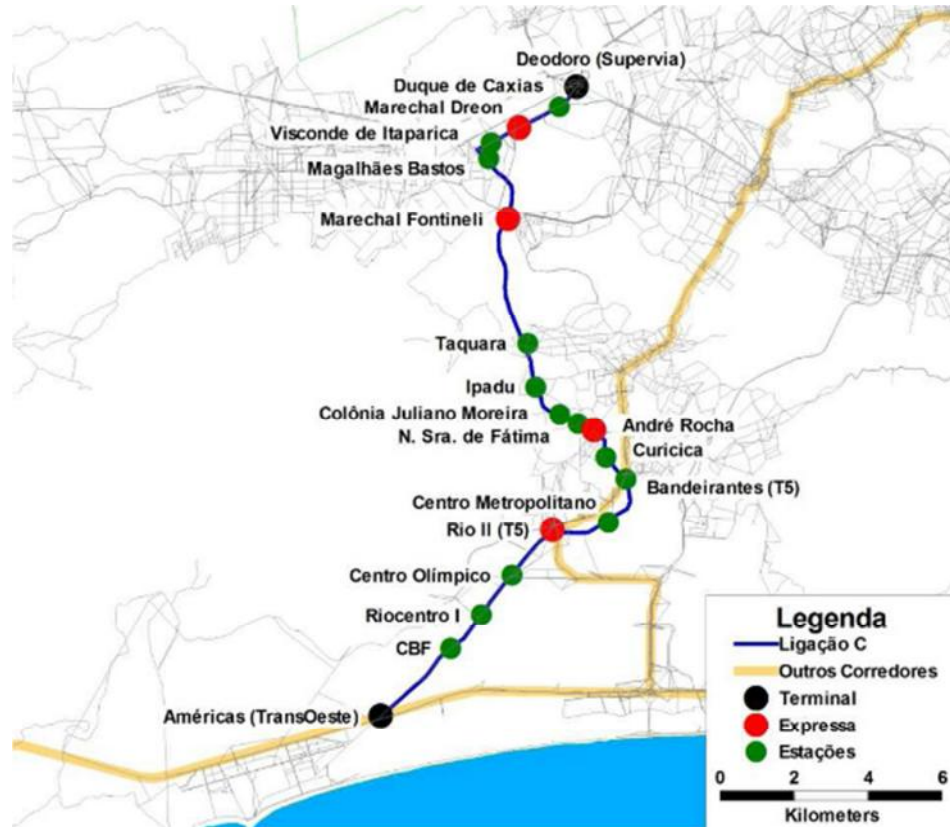 Deodoro (Supervia)
Duque de Caxias
Marechal Dreon
Visconde de Itaparica
Magalhães Bastos
Marechal Fontineli
Taquara
Ipadu
Colônia Juliano Moreira
N. Sra. de Fátima
André Rocha
Curicica
Bandeirantes (T5)
Centro Metropolitano
Rio II (T5)
Centro Olímpico
Riocentro I
CBF
Américas (TransOeste)
Legenda
Ligação C
Outros Corredores
Terminal
Expressa
Estações
0 2 4 6
Kilometers